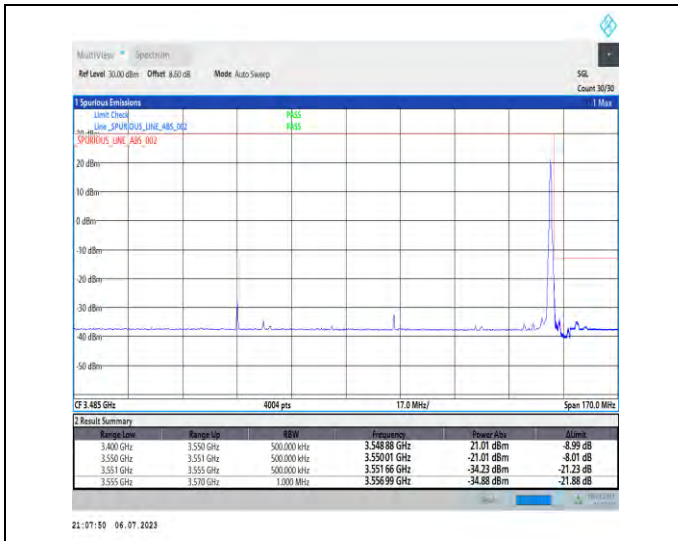 MultiView Spectrum
Ref Level 30.00 dBm Offset 8.60 dB Mode Auto Sweep SGL
Count 30/30
1 Spurious Emissions 1 Max
Limit Check PASS
Line _SPURIOUS_LINE_ABS_002 PASS
_SPURIOUS_LINE_ABS_002
20 dBm
10 dBm
0 dBm
-10 dBm
-20 dBm
-30 dBm
-40 dBm
-50 dBm
CF 3.485 GHz 4004 pts 17.0 MHz/ Span 170.0 MHz
2 Result Summary
Range Low Range Up RBW Frequency Power Abs ΔLimit
3.400 GHz 3.550 GHz 500.000 kHz 3.548 88 GHz 21.01 dBm -8.99 dB
3.550 GHz 3.551 GHz 500.000 kHz 3.550 01 GHz -21.01 dBm -8.01 dB
3.551 GHz 3.555 GHz 500.000 kHz 3.551 66 GHz -34.23 dBm -21.23 dB
3.555 GHz 3.570 GHz 1.000 MHz 3.556 99 GHz -34.88 dBm -21.88 dB
21:07:50 06.07.2023